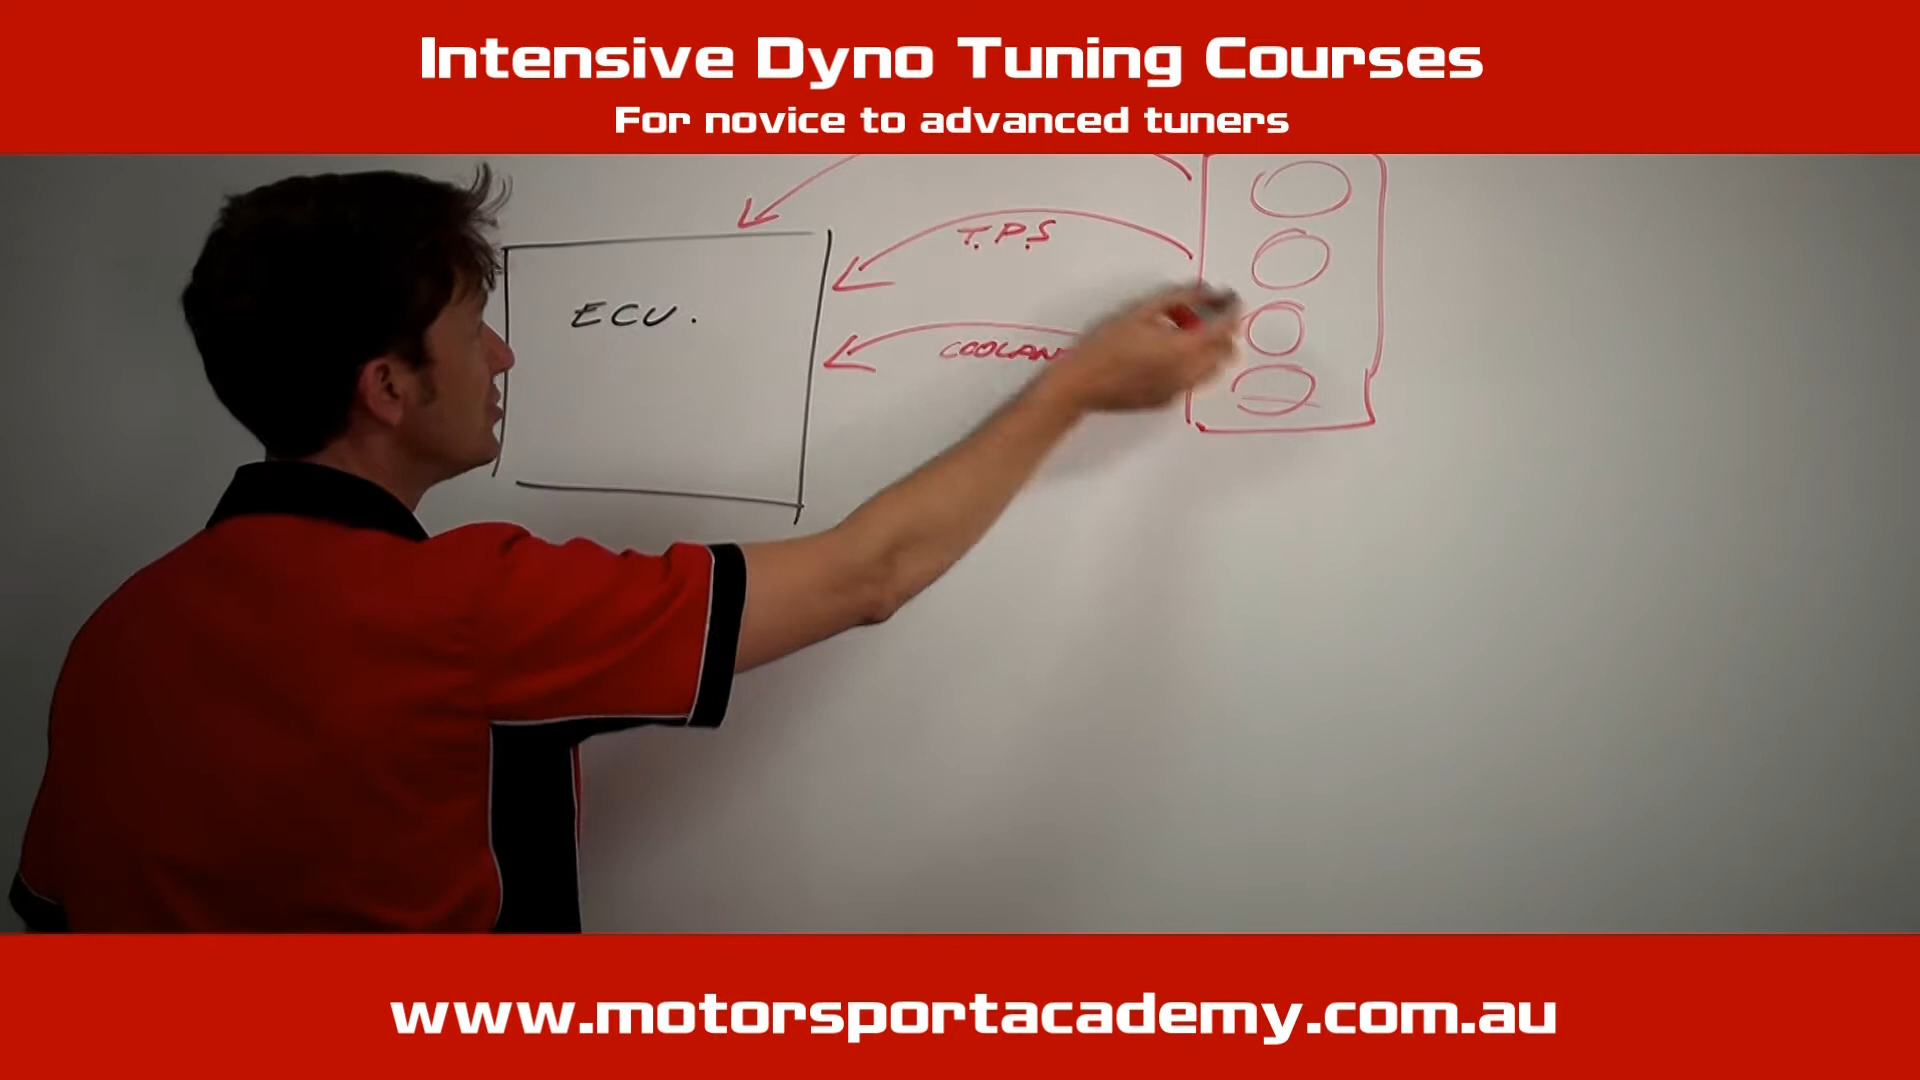 Intensive Dyno Tuning Courses
For novice to advanced tuners
T.P.S
ECU.
www.motorsportacademy.com.au